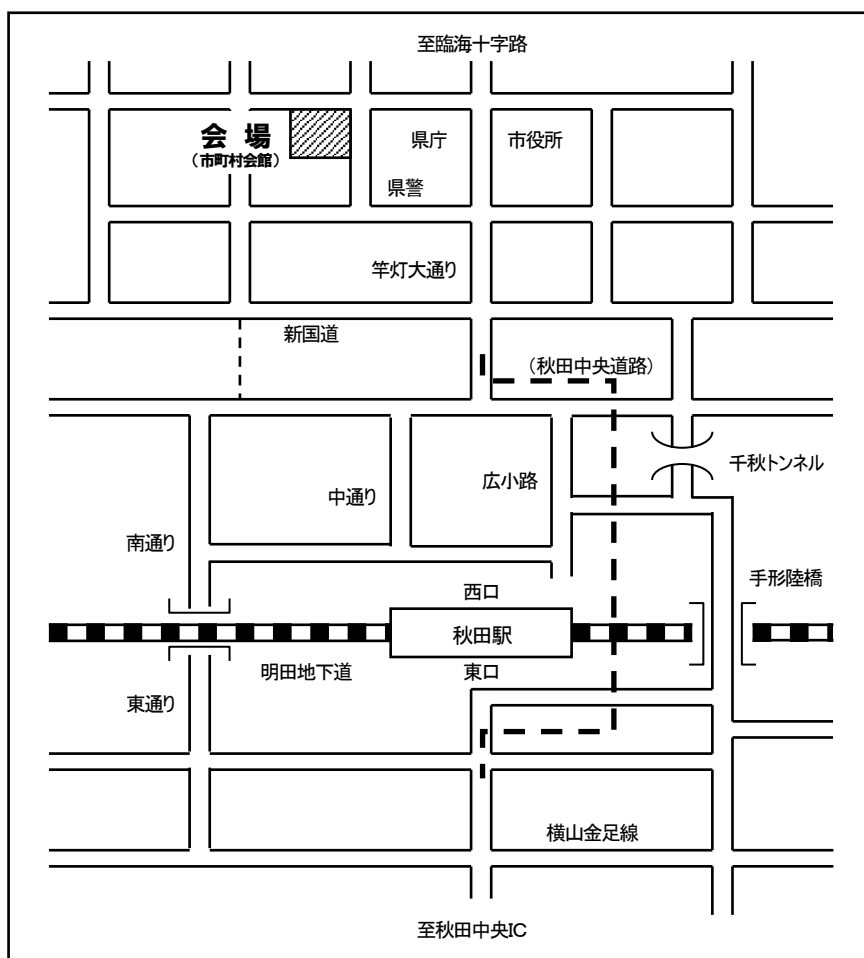 至臨海十字路
会場
(市町村会館)
県庁
市役所
県警
竿灯大通り
新国道
(秋田中央道路)
千秋トンネル
広小路
中通り
南通り
手形陸橋
西口
秋田駅
東口
明田地下道
東通り
横山金足線
至秋田中央IC